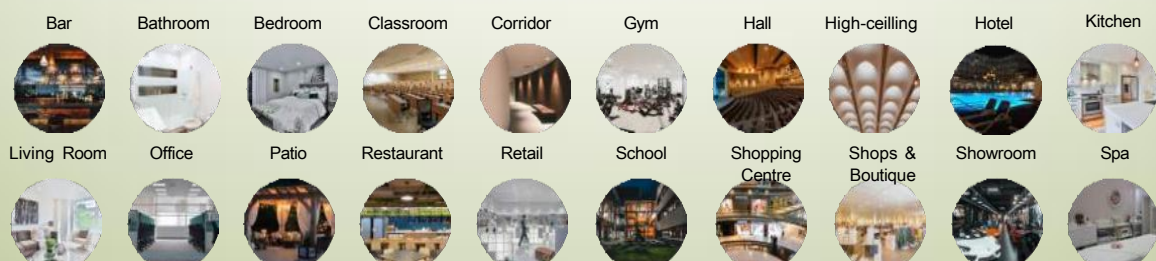 Bar
Bathroom
Bedroom
Classroom
Corridor
Gym
Hall
High-ceilling
Hotel
Kitchen
Living Room
Office
Patio
Restaurant
Retail
School
Shopping
Centre
Shops &
Boutique
Showroom
Spa